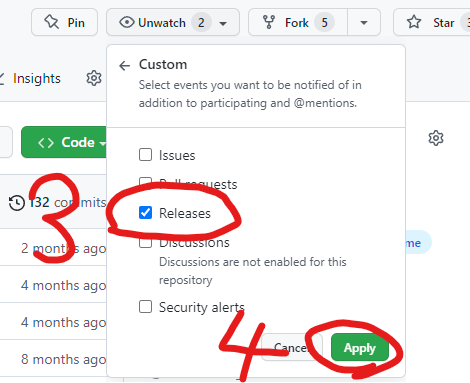 Pin
Unwatch 2
Fork 5
Star 3
Insights
Custom
Select events you want to be notified of in
addition to participating and @mentions.
Code
Issues
Pull requests
3
132 commits
Releases
2 months ago
Discussions
Discussions are not enabled for this
repository
4 months ago
Security alerts
4 months ago
4
Cancel
Apply
8 months ago